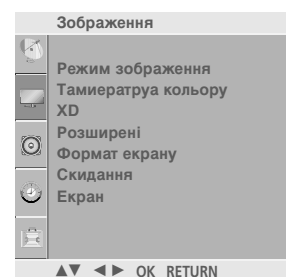 Зображення
Режим зображення
Тамиератруа кольору
XD
Розширені
Формат екрану
Скидання
Екран
▲▼ ◄► OK RETURN